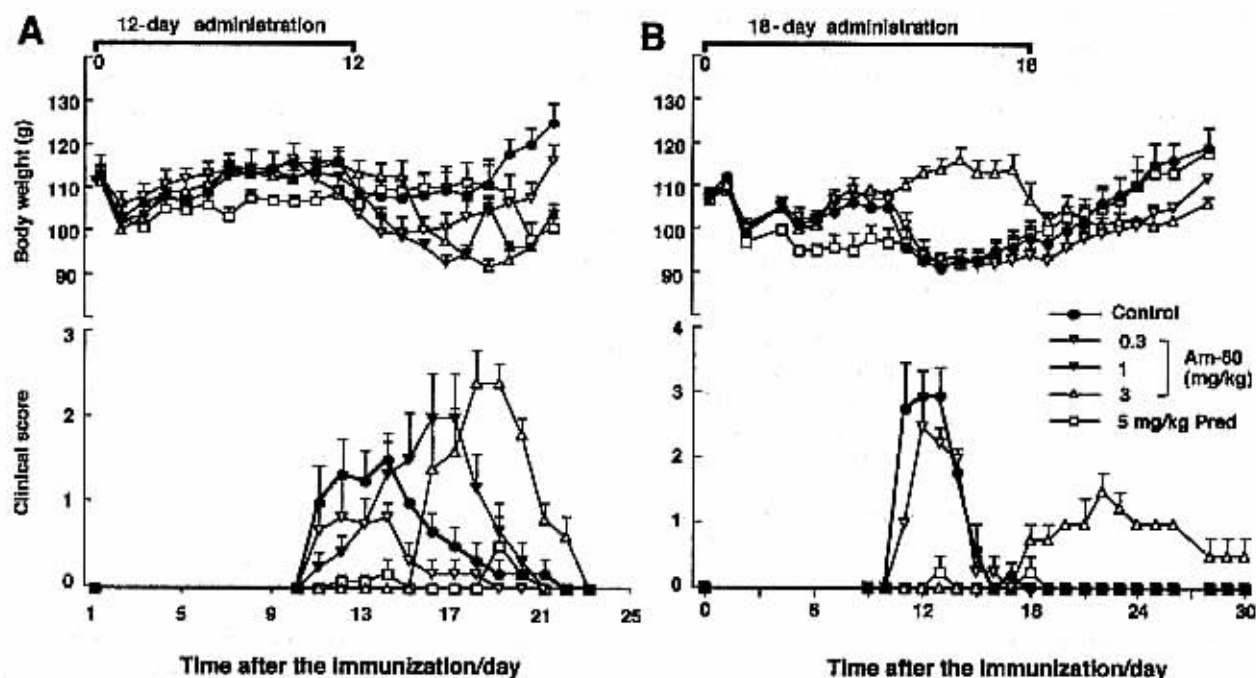 A
12-day administration
0 12
130
120
110
100
90
Body weight (g)
3
2
1
0
Clinical score
1 5 9 13 17 21 25
Time after the immunization/day
B
18-day administration
0 18
130
120
110
100
90
Control
0.3
1
3
Am-80
(mg/kg)
5 mg/kg Pred
4
3
2
1
0
0 6 12 18 24 30
Time after the immunization/day